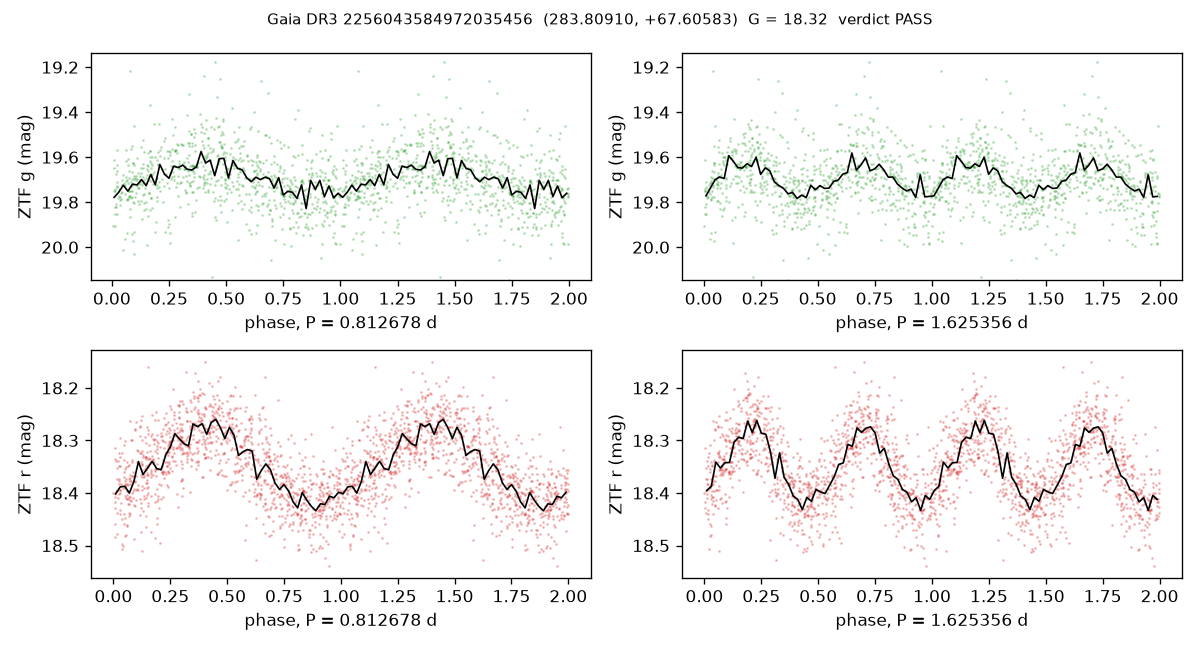 Gaia DR3 2256043584972035456 (283.80910, +67.60583) G = 18.32 verdict PASS
19.2
19.4
19.6
19.8
20.0
ZTF g (mag)
0.00 0.25 0.50 0.75 1.00 1.25 1.50 1.75 2.00
phase, P = 0.812678 d
19.2
19.4
19.6
19.8
20.0
ZTF g (mag)
0.00 0.25 0.50 0.75 1.00 1.25 1.50 1.75 2.00
phase, P = 1.625356 d
18.2
18.3
18.4
18.5
ZTF r (mag)
0.00 0.25 0.50 0.75 1.00 1.25 1.50 1.75 2.00
phase, P = 0.812678 d
18.2
18.3
18.4
18.5
ZTF r (mag)
0.00 0.25 0.50 0.75 1.00 1.25 1.50 1.75 2.00
phase, P = 1.625356 d